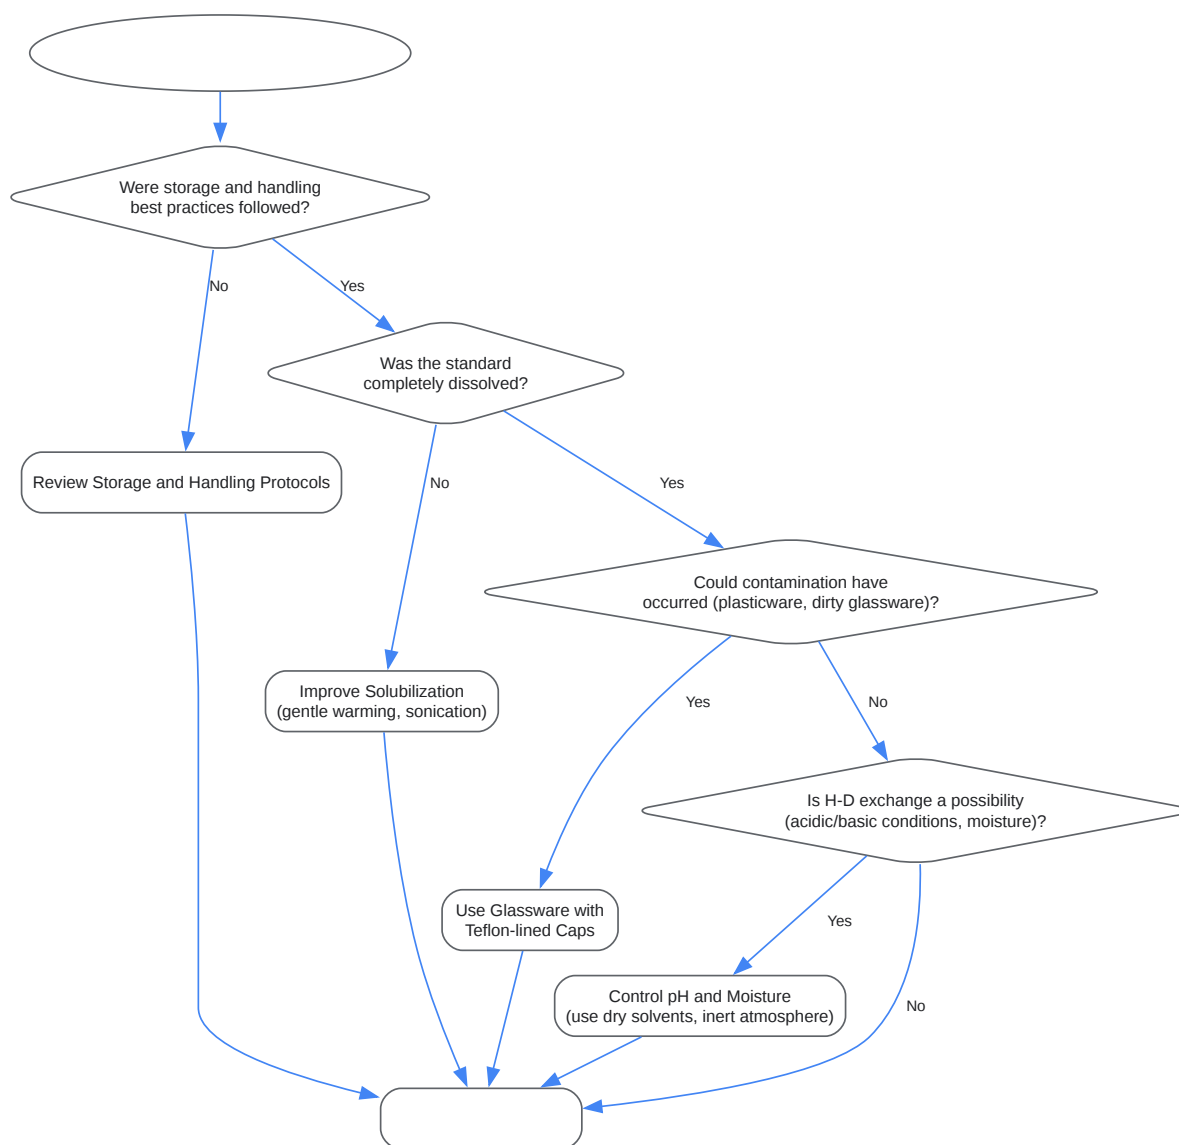 Were storage and handling
best practices followed?
No
Yes
Was the standard
completely dissolved?
Review Storage and Handling Protocols
No
Yes
Could contamination have
occurred (plasticware, dirty glassware)?
Improve Solubilization
(gentle warming, sonication)
Yes
No
Is H-D exchange a possibility
(acidic/basic conditions, moisture)?
Use Glassware with
Teflon-lined Caps
Yes
Control pH and Moisture
(use dry solvents, inert atmosphere)
No